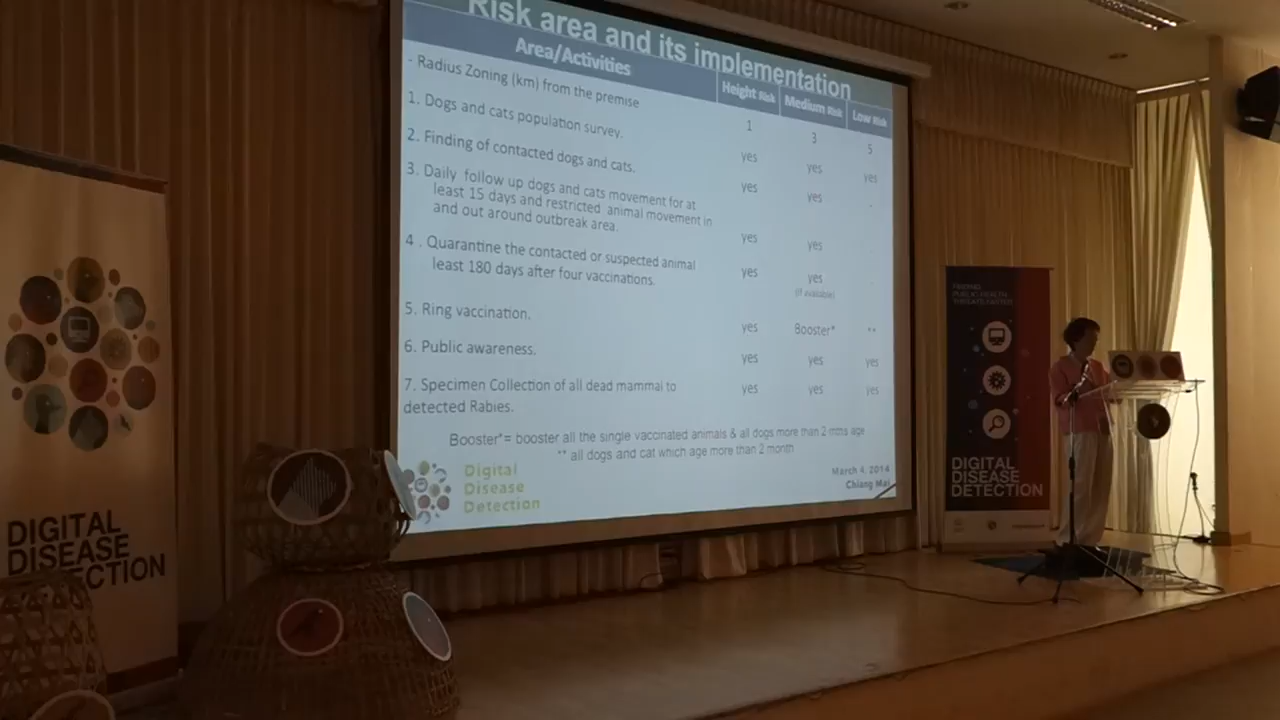 Risk area and its implementation
Area/Activities
Height Risk
Medium Risk
Low Risk
- Radius Zoning (km) from the premise
1
3
5
1. Dogs and cats population survey.
yes
yes
yes
2. Finding of contacted dogs and cats.
yes
yes
-
3. Daily follow up dogs and cats movement for at
least 15 days and restricted animal movement in
and out around outbreak area.
yes
yes
4 . Quarantine the contacted or suspected animal
least 180 days after four vaccinations.
yes
yes
(if available)
-
5. Ring vaccination.
yes
Booster*
**
6. Public awareness.
yes
yes
yes
7. Specimen Collection of all dead mammal to
detected Rabies.
yes
yes
yes
Booster*= booster all the single vaccinated animals & all dogs more than 2 mths age
** all dogs and cat which age more than 2 month
Digital
Disease
Detection
March 4, 2014
Chiang Mai
DIGITAL
DISEASE
DETECTION
FINDING
PUBLIC HEALTH
THREATS FASTER
DIGITAL
DISEASE
DETECTION